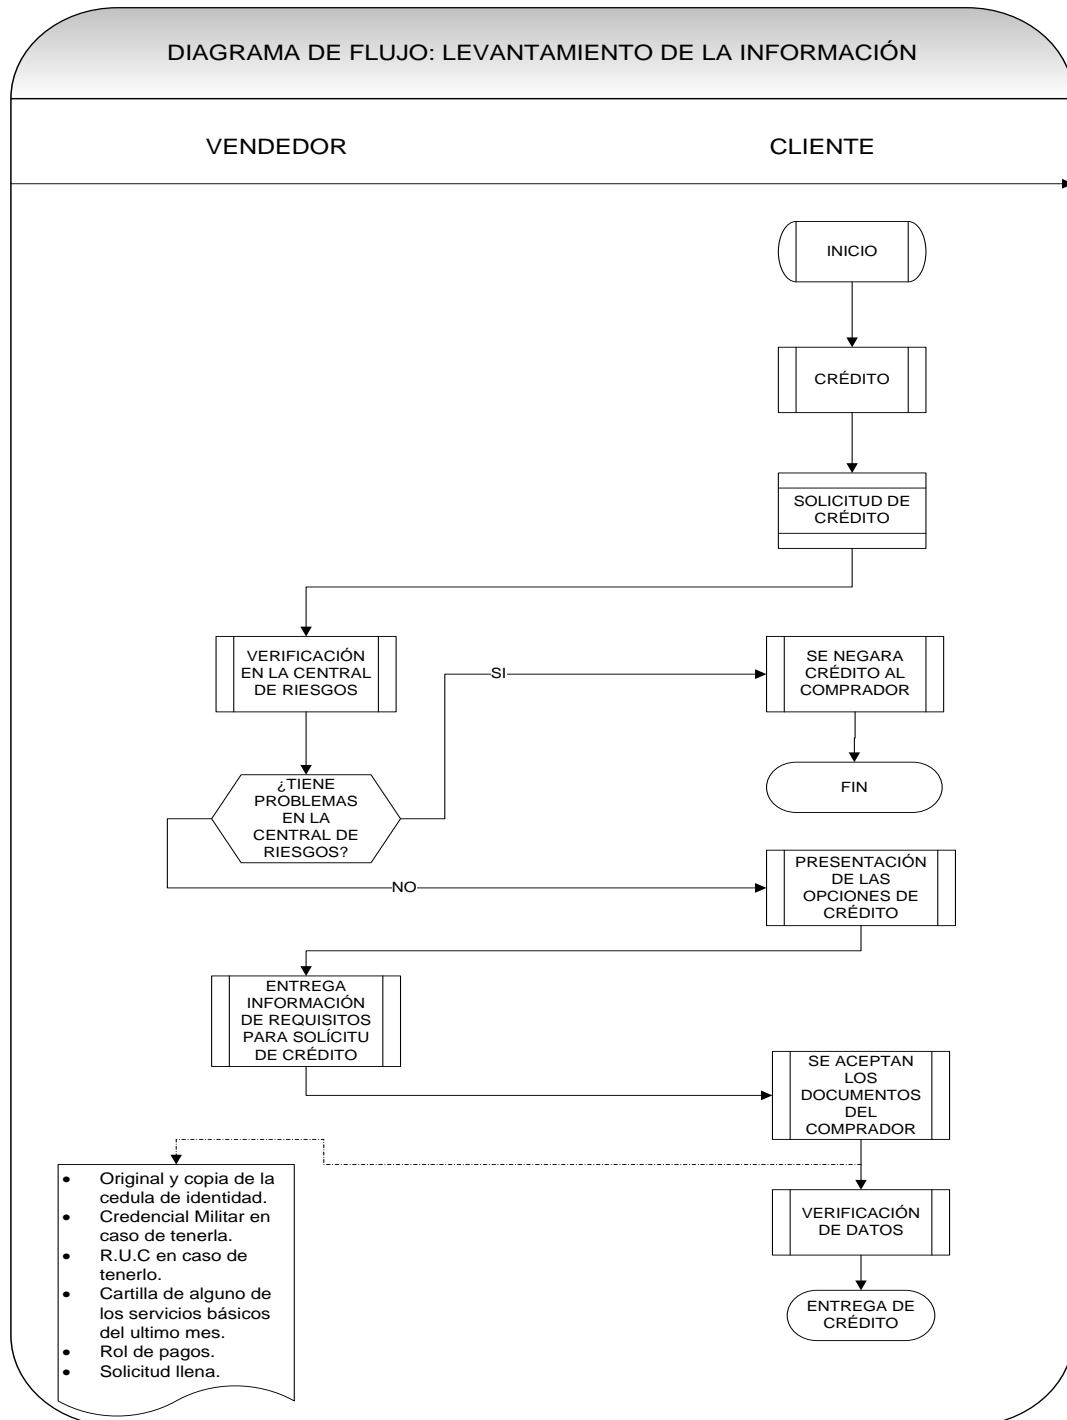 DIAGRAMA DE FLUJO: LEVANTAMIENTO DE LA INFORMACIÓN
VENDEDOR
CLIENTE
INICIO
CRÉDITO
SOLICITUD DE
CRÉDITO
VERIFICACIÓN
EN LA CENTRAL
DE RIESGOS
SI
SE NEGARA
CRÉDITO AL
COMPRADOR
¿TIENE
PROBLEMAS
EN LA
CENTRAL DE
RIESGOS?
FIN
NO
PRESENTACIÓN
DE LAS
OPCIONES DE
CRÉDITO
ENTREGA
INFORMACIÓN
DE REQUISITOS
PARA SOLÍCITU
DE CRÉDITO
SE ACEPTAN
LOS
DOCUMENTOS
DEL
COMPRADOR
• Original y copia de la
cedula de identidad.
• Credencial Militar en
caso de tenerla.
• R.U.C en caso de
tenerlo.
• Cartilla de alguno de
los servicios básicos
del ultimo mes.
• Rol de pagos.
• Solicitud llena.
VERIFICACIÓN
DE DATOS
ENTREGA DE
CRÉDITO